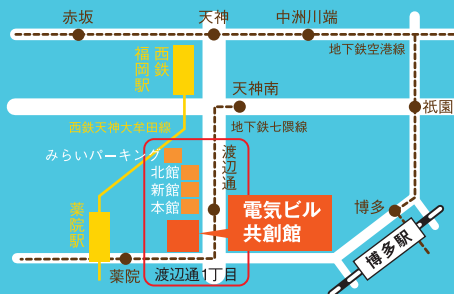 赤坂
天神
中洲川端
地下鉄空港線
西鉄
福岡駅
天神南
祇園
西鉄天神大牟田線
地下鉄七隈線
みらいパーキング
渡辺通
北館
新館
本館
薬院駅
電気ビル
共創館
博多
博多駅
薬院
渡辺通1丁目